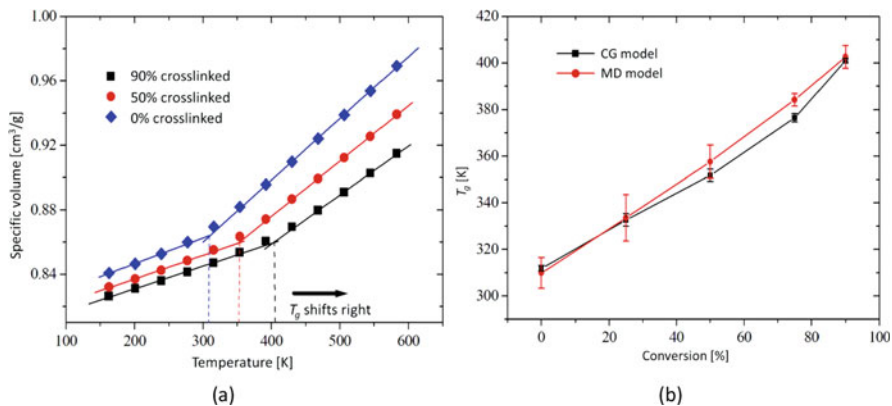 1.00
0.96
0.92
0.88
0.84
Specific volume [cm³/g]
90% crosslinked
50% crosslinked
0% crosslinked
Tg shifts right
100 200 300 400 500 600
Temperature [K]
(a)
420
400
380
360
340
320
310
300
Tg [K]
CG model
MD model
0 20 40 60 80 100
Conversion [%]
(b)